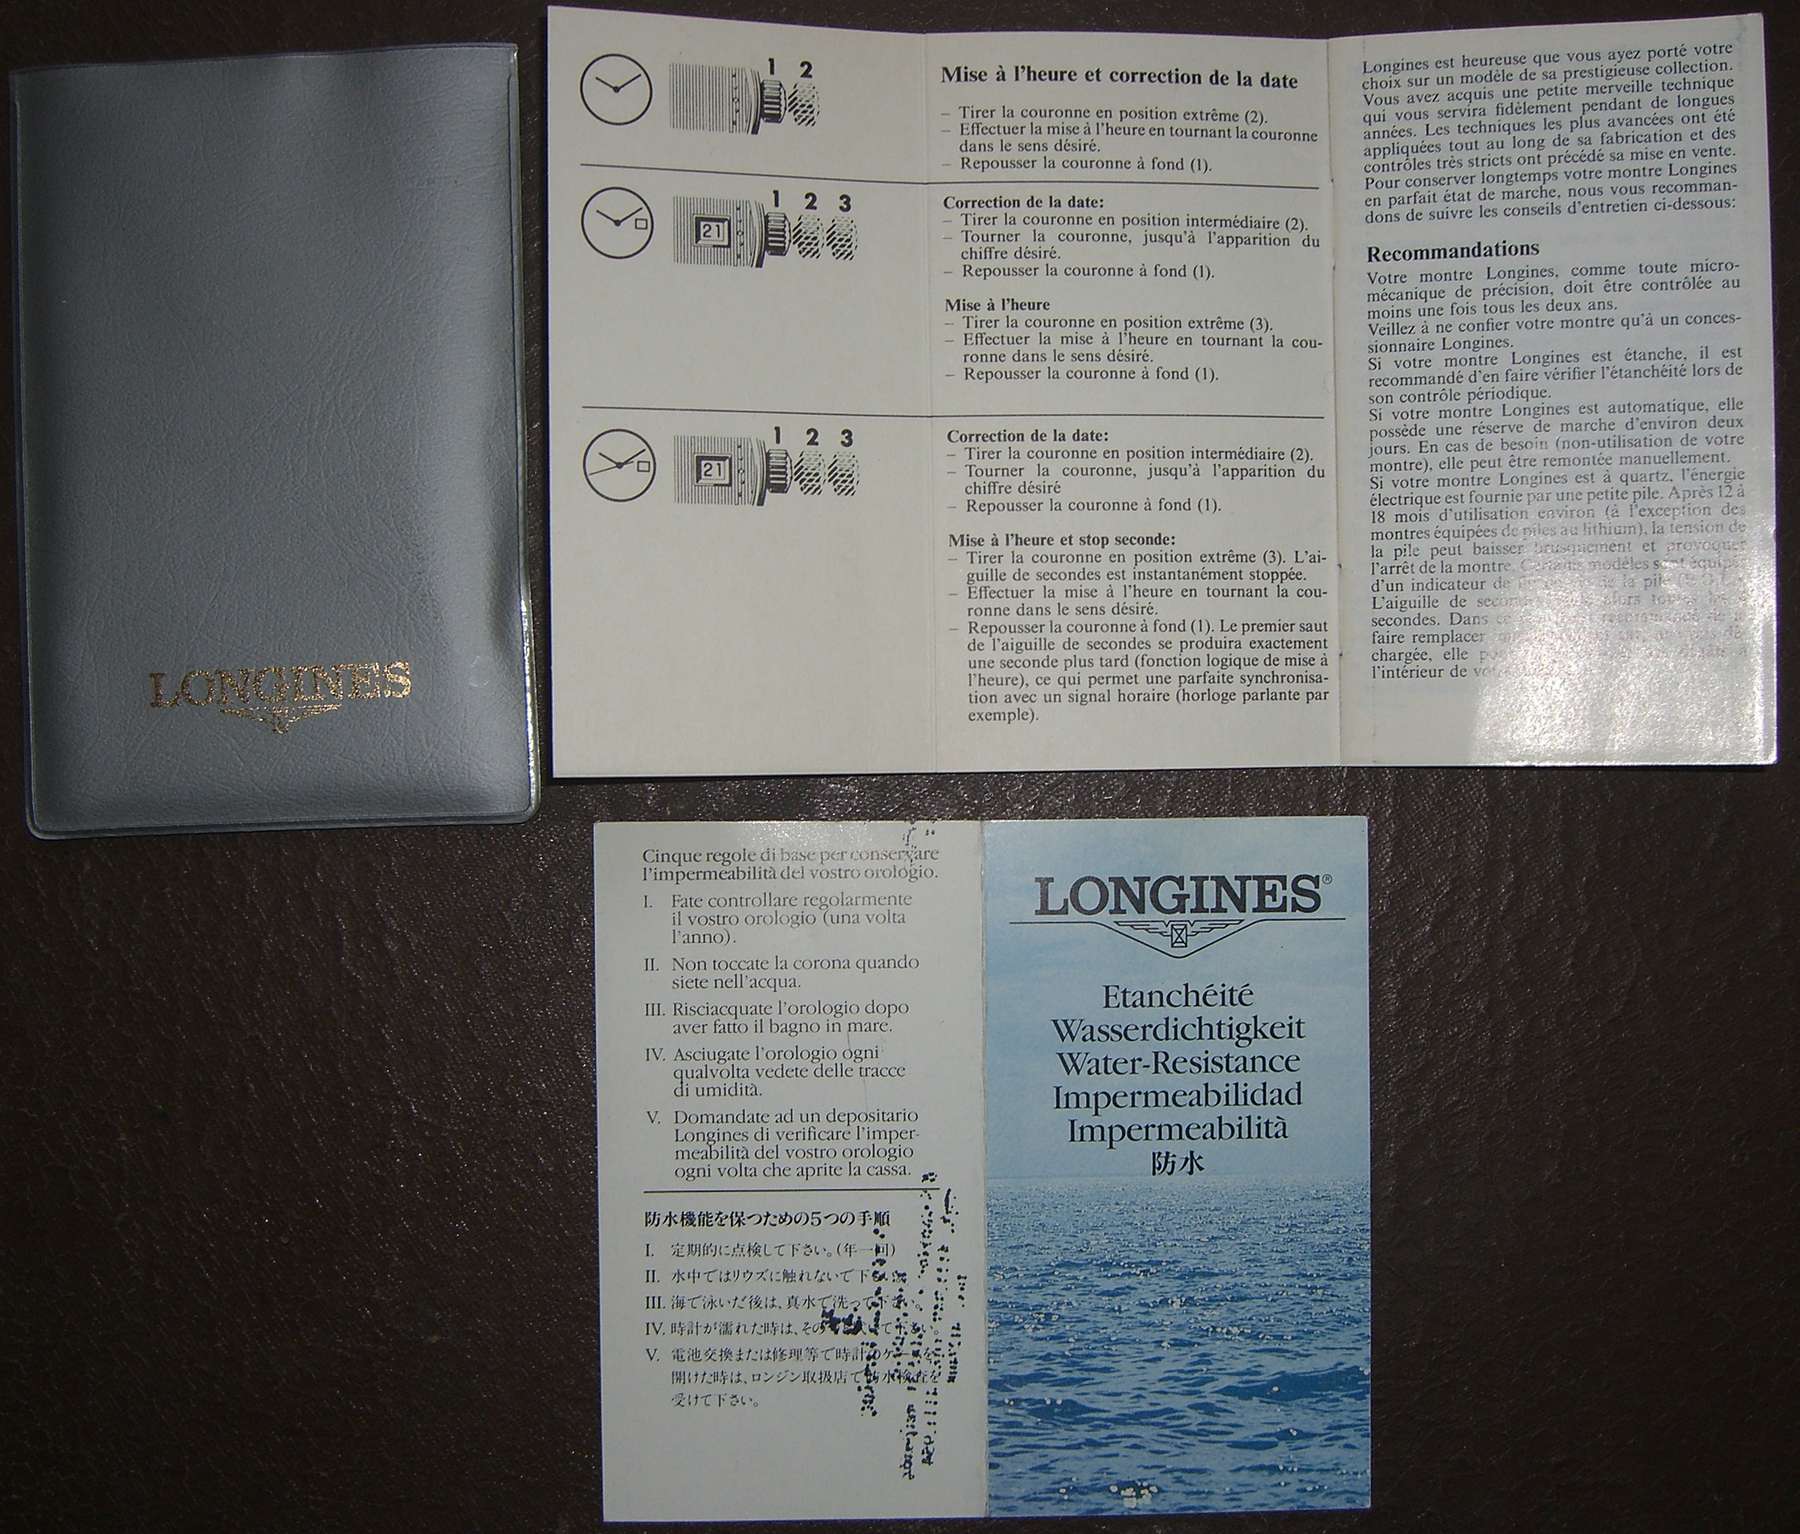 LONGINES
1 2
21
1 2 3
21
1 2 3
Mise à l'heure et correction de la date
– Tirer la couronne en position extrême (2).
– Effectuer la mise à l'heure en tournant la couronne
dans le sens désiré.
– Repousser la couronne à fond (1).
Correction de la date:
– Tirer la couronne en position intermédiaire (2).
– Tourner la couronne, jusqu'à l'apparition du
chiffre désiré.
– Repousser la couronne à fond (1).
Mise à l'heure
– Tirer la couronne en position extrême (3).
– Effectuer la mise à l'heure en tournant la cou-
ronne dans le sens désiré.
– Repousser la couronne à fond (1).
Correction de la date:
– Tirer la couronne en position intermédiaire (2).
– Tourner la couronne, jusqu'à l'apparition du
chiffre désiré
– Repousser la couronne à fond (1).
Mise à l'heure et stop seconde:
– Tirer la couronne en position extrême (3). L'ai-
guille de secondes est instantanément stoppée.
– Effectuer la mise à l'heure en tournant la cou-
ronne dans le sens désiré.
– Repousser la couronne à fond (1). Le premier saut
de l'aiguille de secondes se produira exactement
une seconde plus tard (fonction logique de mise à
l'heure), ce qui permet une parfaite synchronisa-
tion avec un signal horaire (horloge parlante par
exemple).
Longines est heureuse que vous ayez porté votre
choix sur un modèle de sa prestigieuse collection.
Vous avez acquis une petite merveille technique
qui vous servira fidèlement pendant de longues
années. Les techniques les plus avancées ont été
appliquées tout au long de sa fabrication et des
contrôles très stricts ont précédé sa mise en vente.
Pour conserver longtemps votre montre Longines
en parfait état de marche, nous vous recomman-
dons de suivre les conseils d'entretien ci-dessous:
Recommandations
Votre montre Longines, comme toute micro-
mécanique de précision, doit être contrôlée au
moins une fois tous les deux ans.
Veillez à ne confier votre montre qu'à un conces-
sionnaire Longines.
Si votre montre Longines est étanche, il est
recommandé d'en faire vérifier l'étanchéité lors de
son contrôle périodique.
Si votre montre Longines est automatique, elle
possède une réserve de marche d'environ deux
jours. En cas de besoin (non-utilisation de votre
montre), elle peut être remontée manuellement.
Si votre montre Longines est à quartz, l'énergie
électrique est fournie par une petite pile. Après 12 à
18 mois d'utilisation environ (à l'exception des
montres équipées de piles au lithium), la tension de
la pile peut baisser brusquement et provoquer
l'arrêt de la montre. Certains modèles sont équipés
d'un indicateur de la pile
L'aiguille de alors
secondes. Dans
faire remplacer
chargée, elle
l'intérieur de
Cinque regole di base per conservare
l'impermeabilità del vostro orologio.
I. Fate controllare regolarmente
il vostro orologio (una volta
l'anno).
II. Non toccate la corona quando
siete nell'acqua.
III. Risciacquate l'orologio dopo
aver fatto il bagno in mare.
IV. Asciugate l'orologio ogni
qualvolta vedete delle tracce
di umidità.
V. Domandate ad un depositario
Longines di verificare l'imper-
meabilità del vostro orologio
ogni volta che aprite la cassa.
防水機能を保つための5つの手順
I. 定期的に点検して下さい。(年一回)
II. 水中ではリウズに触れないで下さい。
III. 海で泳いだ後は、真水で洗って下さい。
IV. 時計が濡れた時は、その て下さい。
V. 電池交換または修理等で時計のケースを
開けた時は、ロンジン取扱店で防水検査を
受けて下さい。
LONGINES®
Etanchéité
Wasserdichtigkeit
Water-Resistance
Impermeabilidad
Impermeabilità
防水